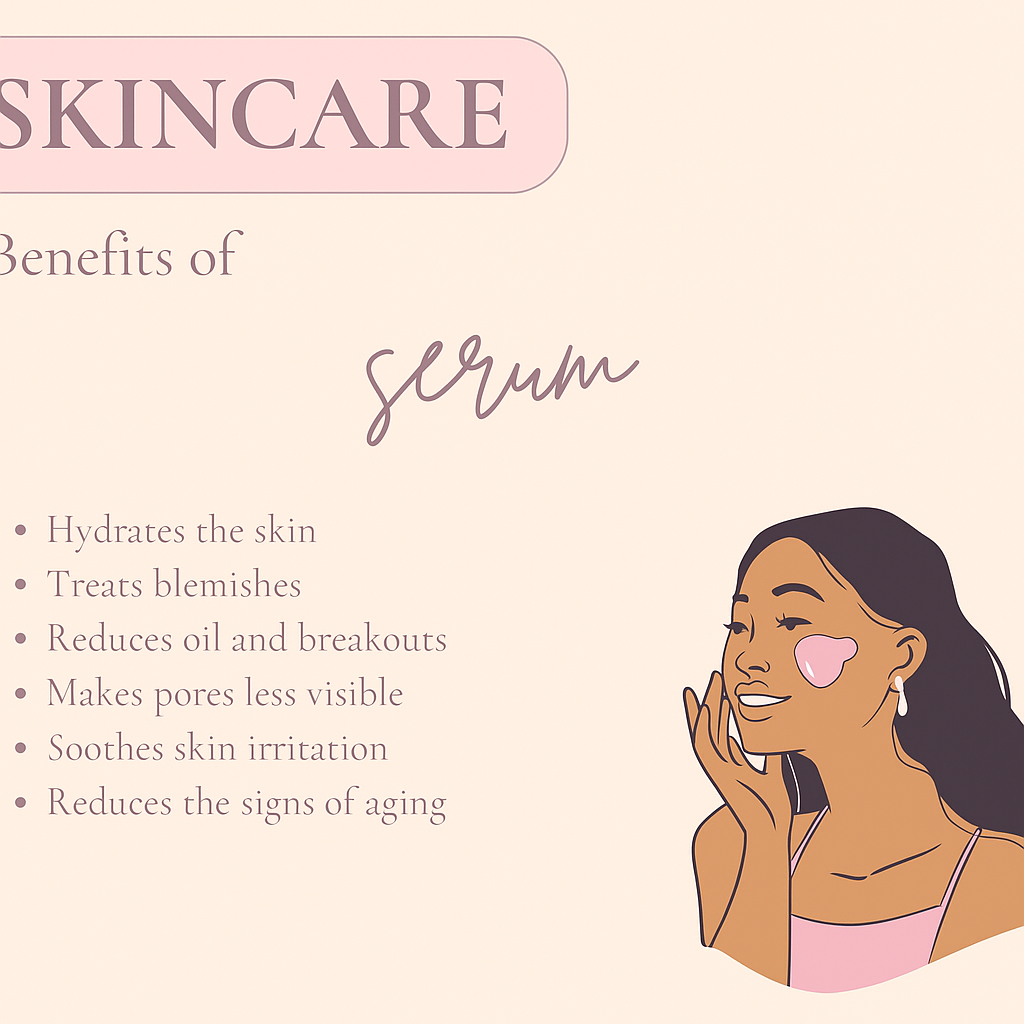 SKINCARE
Benefits of
serum
• Hydrates the skin
• Treats blemishes
• Reduces oil and breakouts
• Makes pores less visible
• Soothes skin irritation
• Reduces the signs of aging